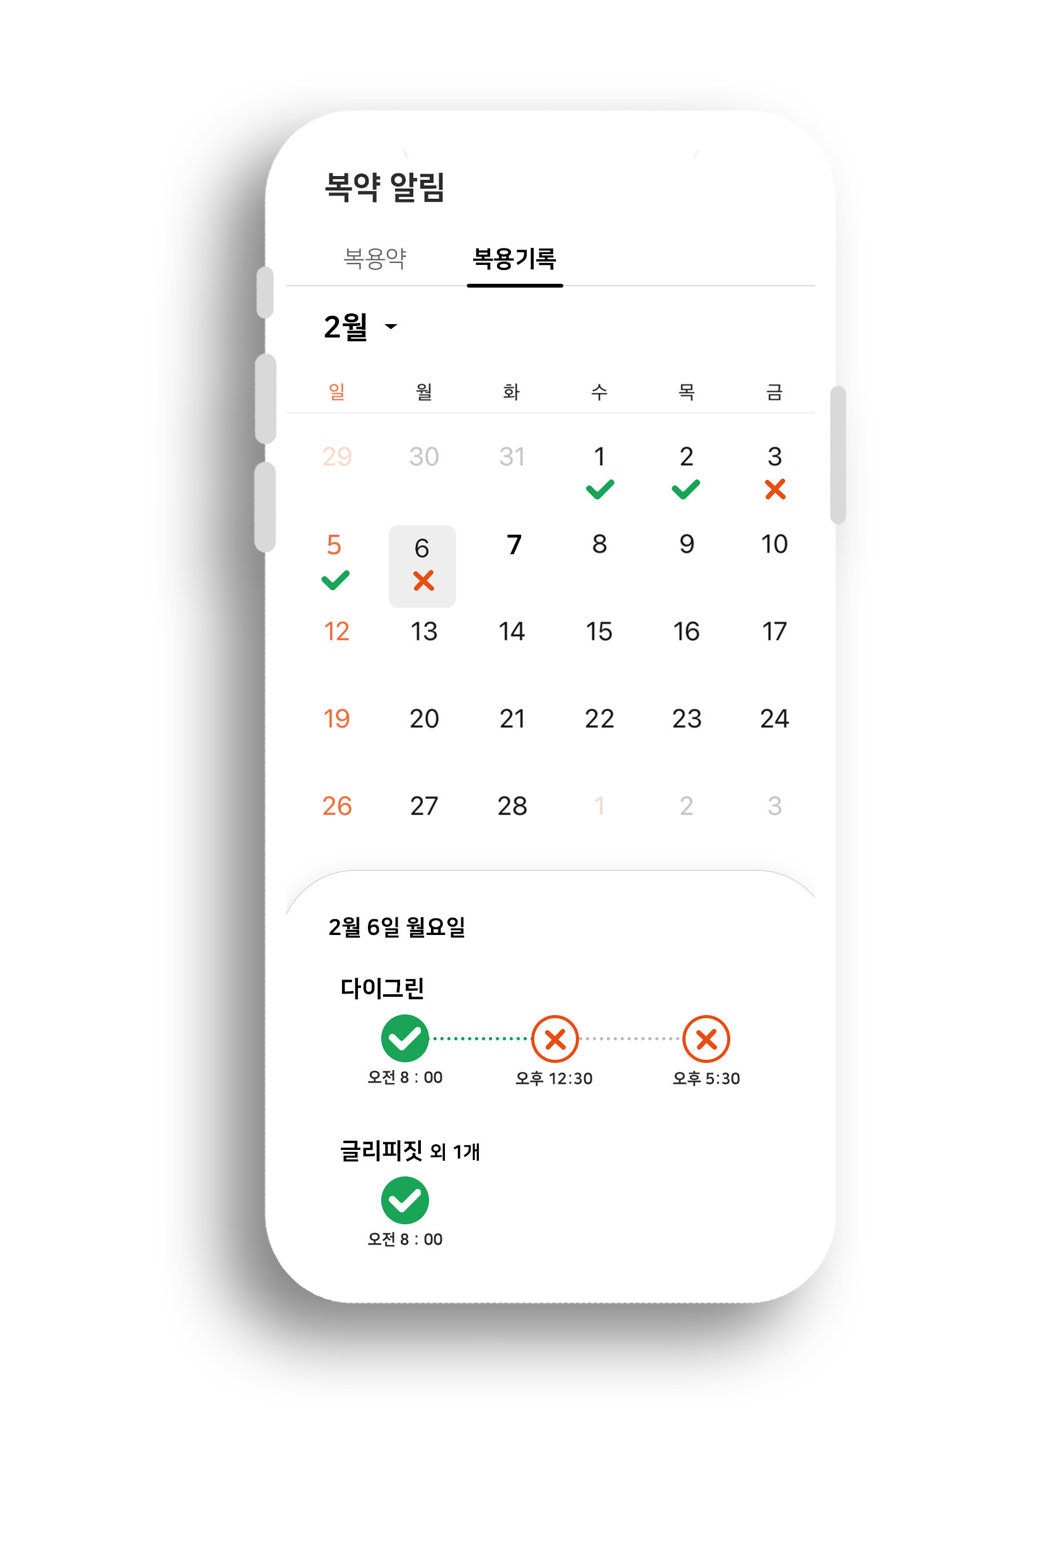 복약 알림
복용약 복용기록
2월
일 월 화 수 목 금
29 30 31 1 2 3
5 6 7 8 9 10
12 13 14 15 16 17
19 20 21 22 23 24
26 27 28 1 2 3
2월 6일 월요일
다이그린
오전 8 : 00 오후 12:30 오후 5:30
글리피짓 외 1개
오전 8 : 00